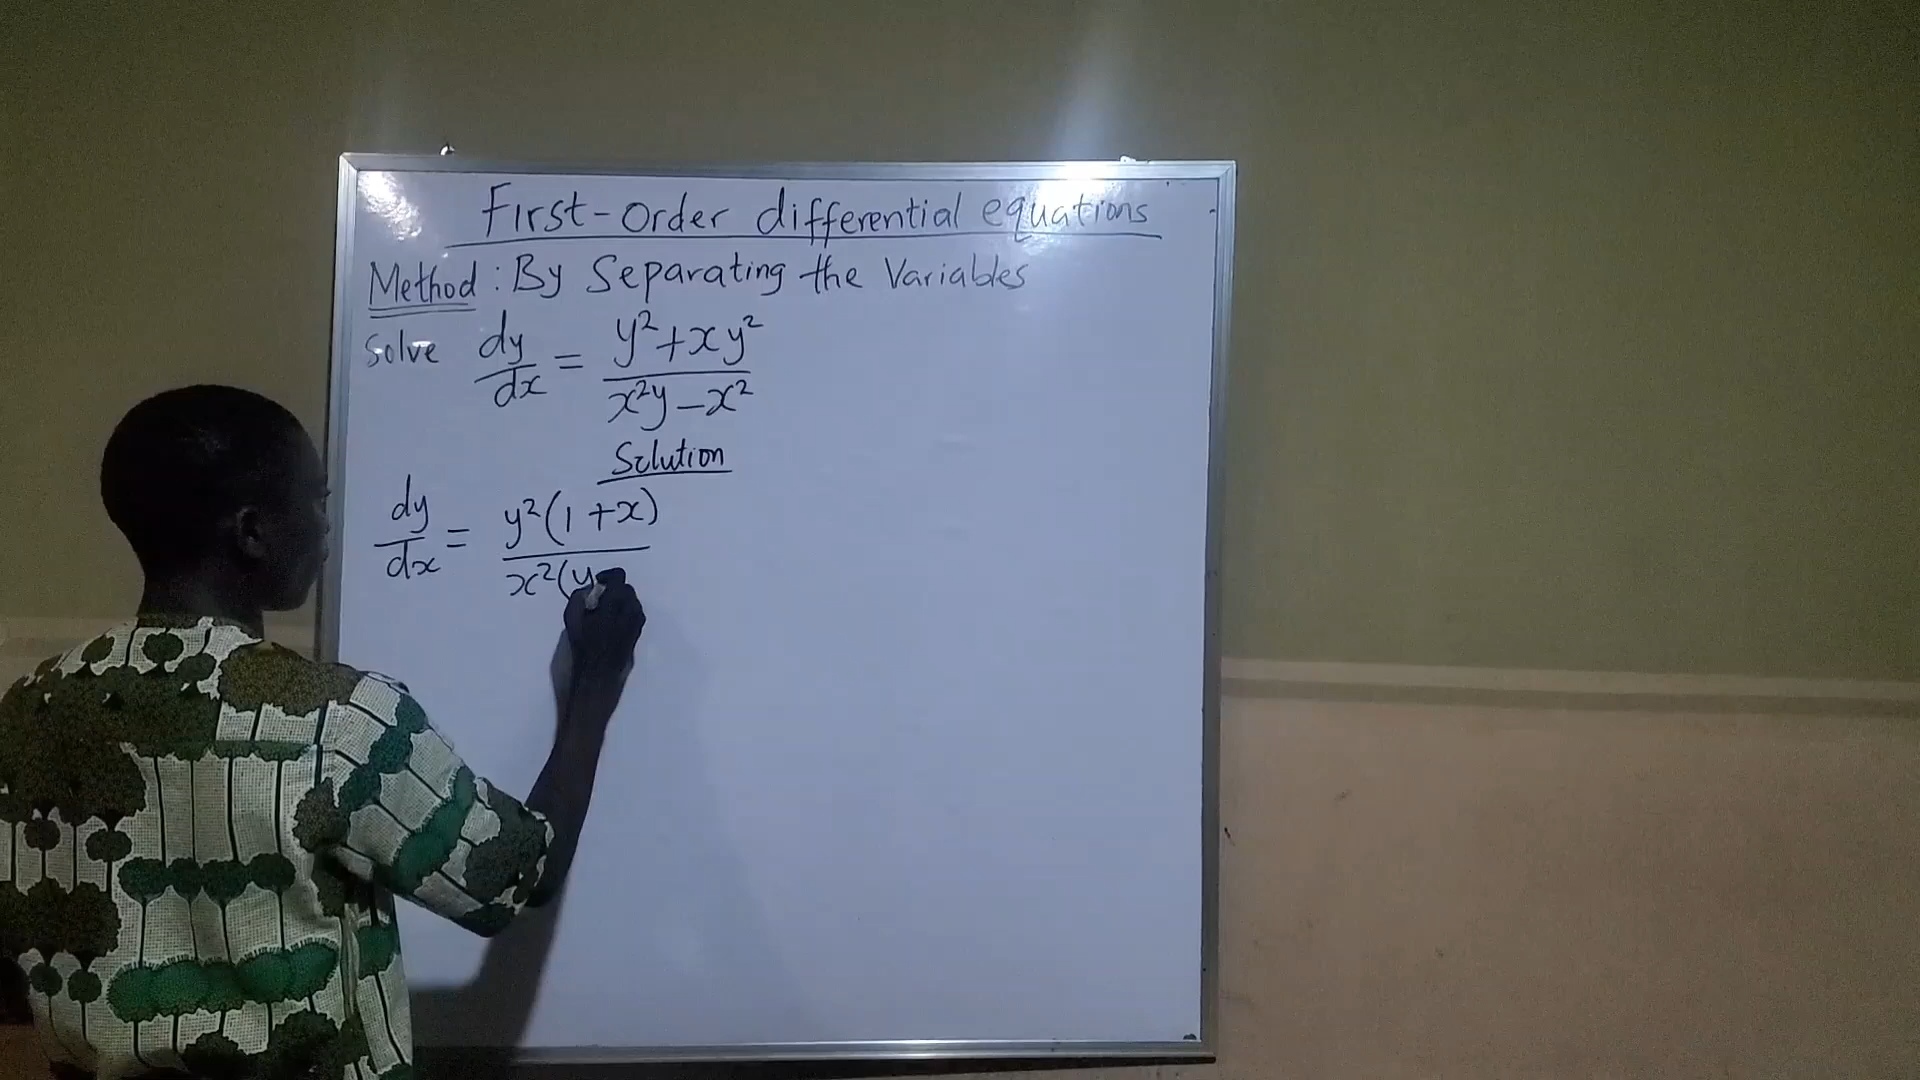 First-Order differential equations
Method: By Separating the Variables
Solve dy/dx = (y²+xy²)/(x²y-x²)
Solution
dy/dx = y²(1+x)/x²(y